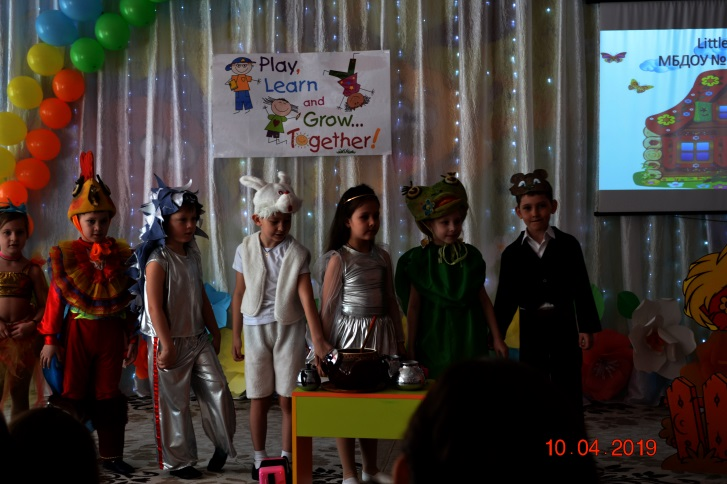 Play,
Learn
and
Grow...
Together!
Little
МБДОУ №
10.04.2019